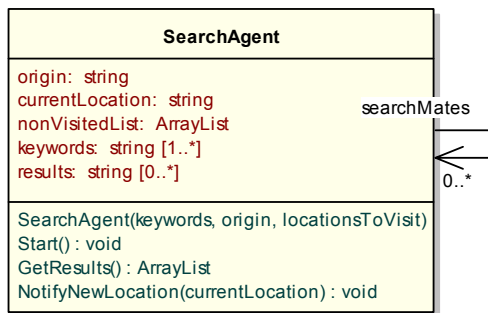 SearchAgent
origin: string
currentLocation: string
nonVisitedList: ArrayList
keywords: string [1..*]
results: string [0..*]
searchMates
0..*
SearchAgent(keywords, origin, locationsToVisit)
Start() : void
GetResults() : ArrayList
NotifyNewLocation(currentLocation) : void